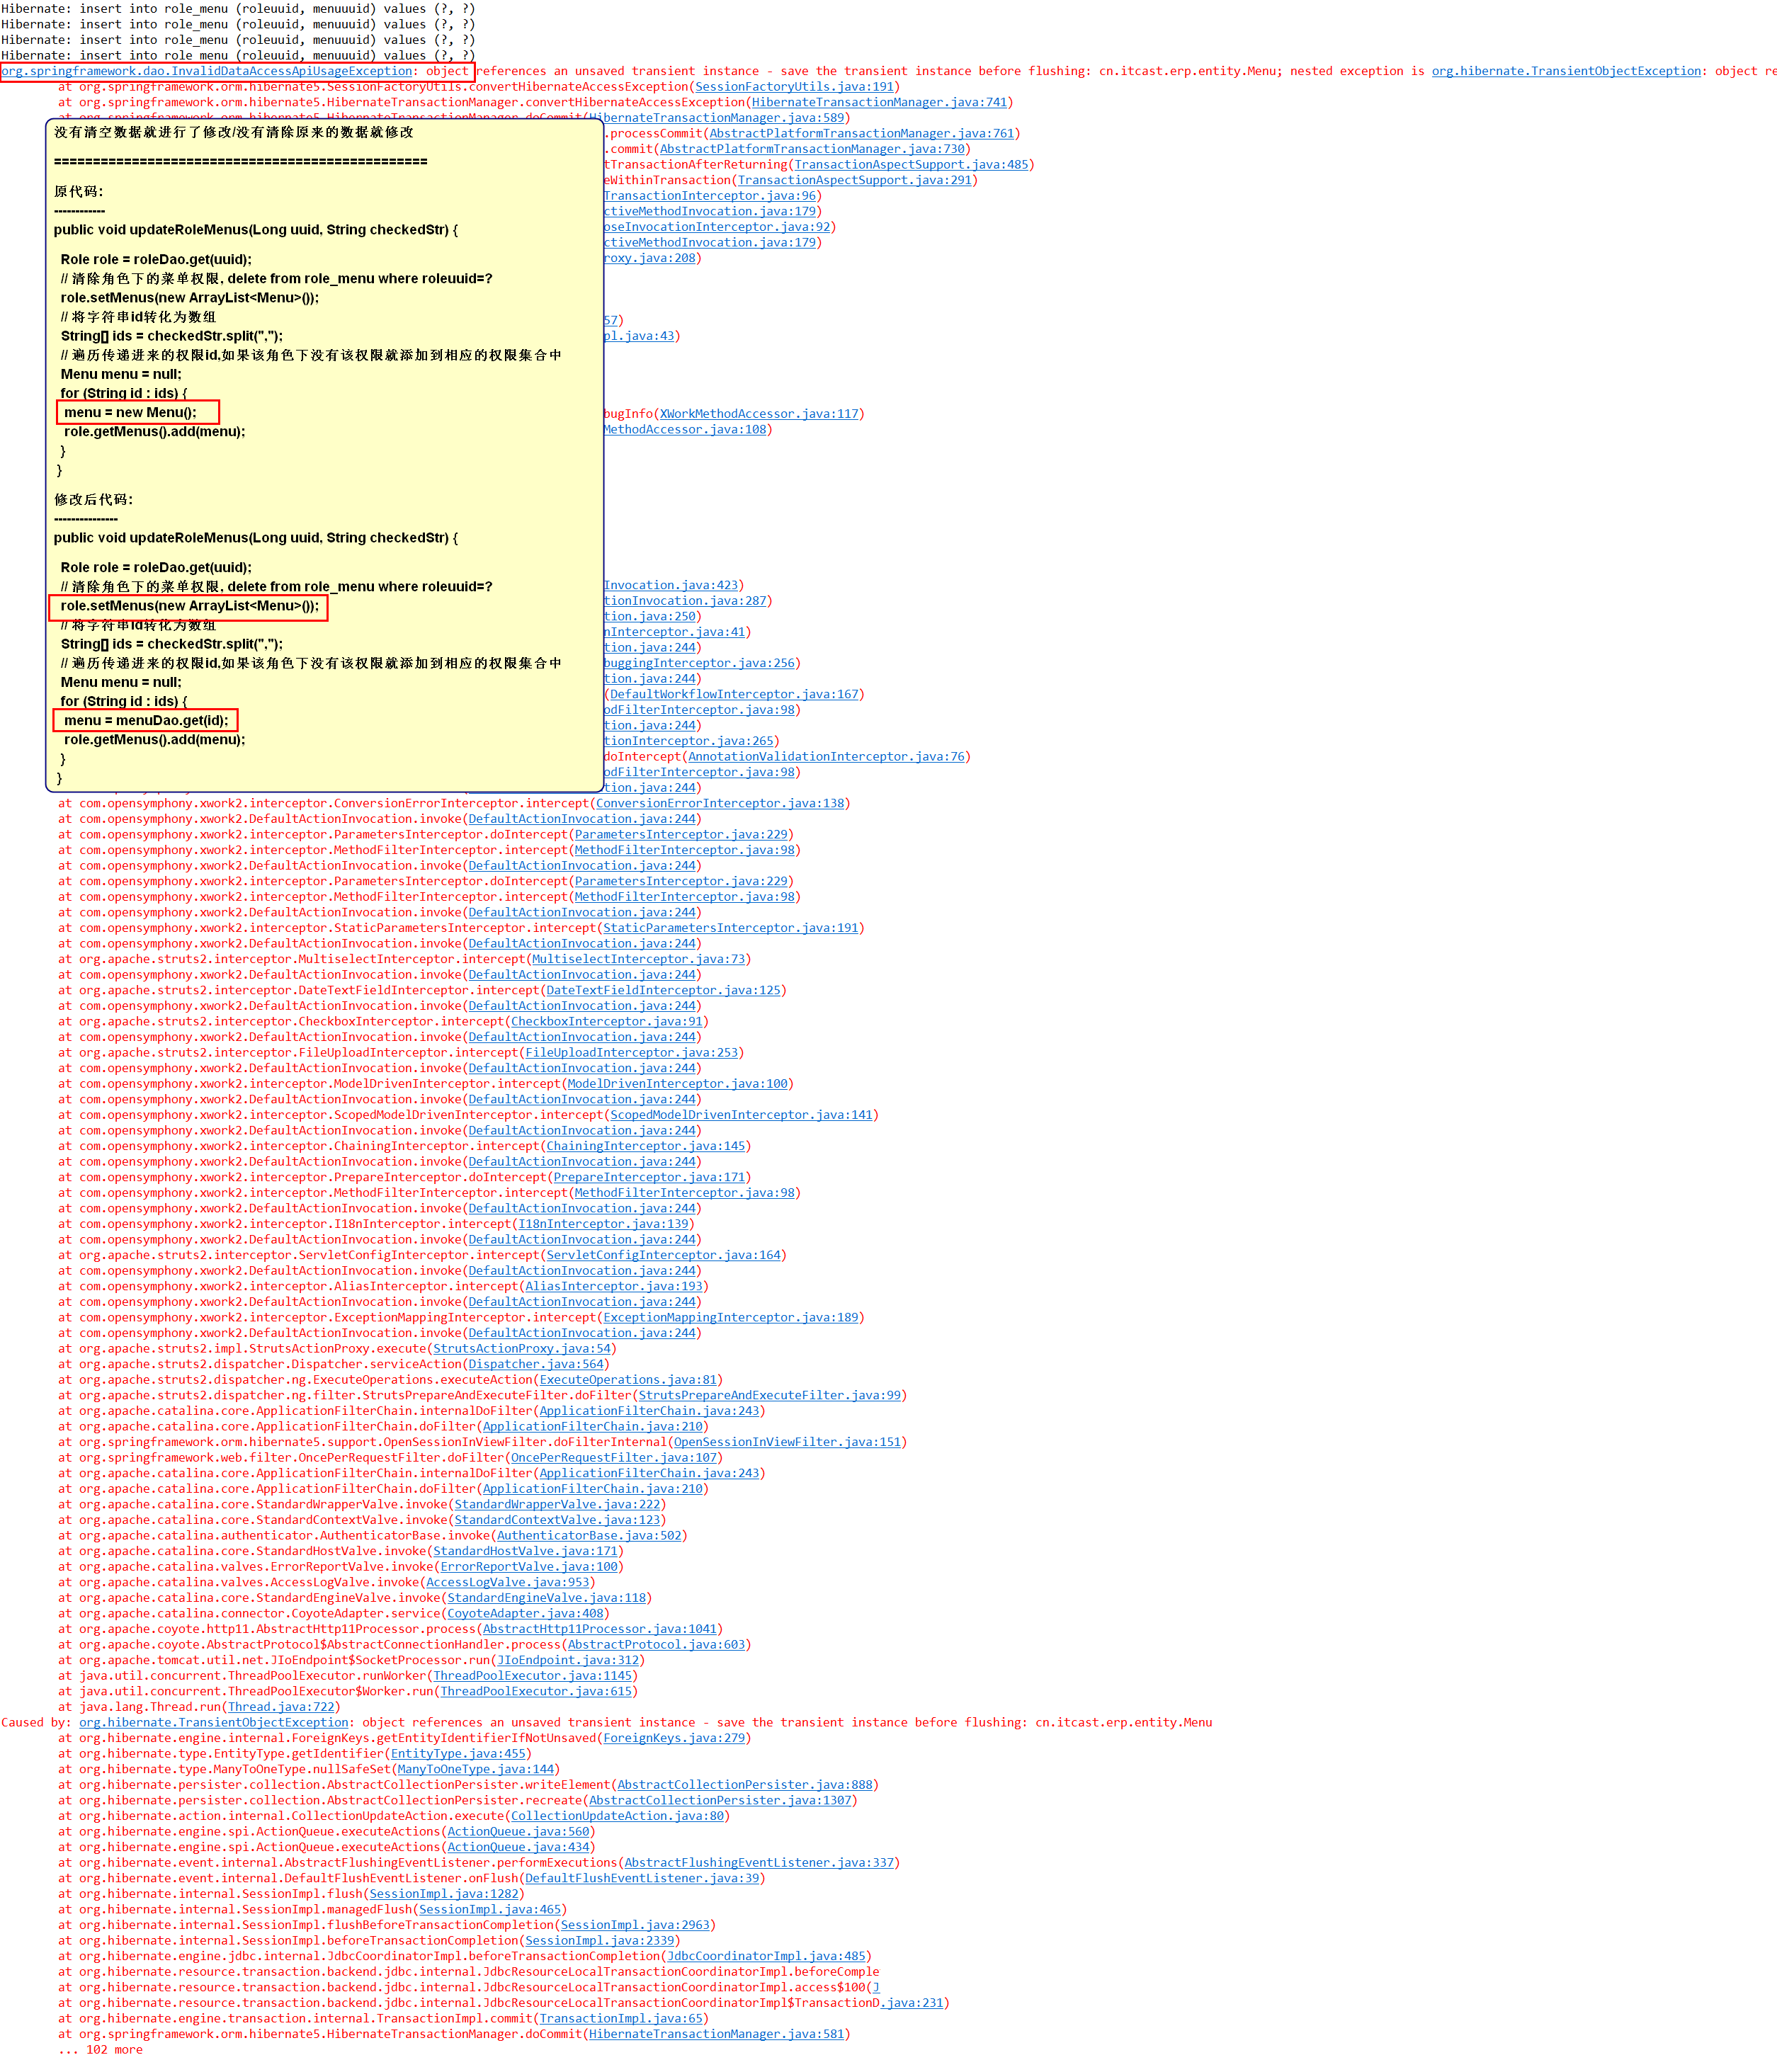 Hibernate: insert into role_menu (roleuuid, menuuuid) values (?, ?)
Hibernate: insert into role_menu (roleuuid, menuuuid) values (?, ?)
Hibernate: insert into role_menu (roleuuid, menuuuid) values (?, ?)
Hibernate: insert into role_menu (roleuuid, menuuuid) values (?, ?)
org.springframework.dao.InvalidDataAccessApiUsageException: object references an unsaved transient instance - save the transient instance before flushing: cn.itcast.erp.entity.Menu; nested exception is org.hibernate.TransientObjectException: object re
at org.springframework.orm.hibernate5.SessionFactoryUtils.convertHibernateAccessException(SessionFactoryUtils.java:191)
at org.springframework.orm.hibernate5.HibernateTransactionManager.convertHibernateAccessException(HibernateTransactionManager.java:741)
at org.springframework.orm.hibernate5.HibernateTransactionManager.doCommit(HibernateTransactionManager.java:589)
.processCommit(AbstractPlatformTransactionManager.java:761)
.commit(AbstractPlatformTransactionManager.java:730)
tTransactionAfterReturning(TransactionAspectSupport.java:485)
eWithinTransaction(TransactionAspectSupport.java:291)
TransactionInterceptor.java:96)
ctiveMethodInvocation.java:179)
oseInvocationInterceptor.java:92)
ctiveMethodInvocation.java:179)
roxy.java:208)
57)
pl.java:43)
bugInfo(XWorkMethodAccessor.java:117)
MethodAccessor.java:108)
Invocation.java:423)
tionInvocation.java:287)
tion.java:250)
nInterceptor.java:41)
tion.java:244)
buggingInterceptor.java:256)
tion.java:244)
(DefaultWorkflowInterceptor.java:167)
odFilterInterceptor.java:98)
tion.java:244)
tionInterceptor.java:265)
doIntercept(AnnotationValidationInterceptor.java:76)
odFilterInterceptor.java:98)
tion.java:244)
没有清空数据就进行了修改/没有清除原来的数据就修改
================================================
原代码:
------------
public void updateRoleMenus(Long uuid, String checkedStr) {
Role role = roleDao.get(uuid);
// 清除角色下的菜单权限, delete from role_menu where roleuuid=?
role.setMenus(new ArrayList<Menu>());
// 将字符串id转化为数组
String[] ids = checkedStr.split(",");
// 遍历传递进来的权限id,如果该角色下没有该权限就添加到相应的权限集合中
Menu menu = null;
for (String id : ids) {
menu = new Menu();
role.getMenus().add(menu);
}
}
修改后代码:
---------------
public void updateRoleMenus(Long uuid, String checkedStr) {
Role role = roleDao.get(uuid);
// 清除角色下的菜单权限, delete from role_menu where roleuuid=?
role.setMenus(new ArrayList<Menu>());
// 将字符串id转化为数组
String[] ids = checkedStr.split(",");
// 遍历传递进来的权限id,如果该角色下没有该权限就添加到相应的权限集合中
Menu menu = null;
for (String id : ids) {
menu = menuDao.get(id);
role.getMenus().add(menu);
}
}
at com.opensymphony.xwork2.interceptor.ConversionErrorInterceptor.intercept(ConversionErrorInterceptor.java:138)
at com.opensymphony.xwork2.DefaultActionInvocation.invoke(DefaultActionInvocation.java:244)
at com.opensymphony.xwork2.interceptor.ParametersInterceptor.doIntercept(ParametersInterceptor.java:229)
at com.opensymphony.xwork2.interceptor.MethodFilterInterceptor.intercept(MethodFilterInterceptor.java:98)
at com.opensymphony.xwork2.DefaultActionInvocation.invoke(DefaultActionInvocation.java:244)
at com.opensymphony.xwork2.interceptor.ParametersInterceptor.doIntercept(ParametersInterceptor.java:229)
at com.opensymphony.xwork2.interceptor.MethodFilterInterceptor.intercept(MethodFilterInterceptor.java:98)
at com.opensymphony.xwork2.DefaultActionInvocation.invoke(DefaultActionInvocation.java:244)
at com.opensymphony.xwork2.interceptor.StaticParametersInterceptor.intercept(StaticParametersInterceptor.java:191)
at com.opensymphony.xwork2.DefaultActionInvocation.invoke(DefaultActionInvocation.java:244)
at org.apache.struts2.interceptor.MultiselectInterceptor.intercept(MultiselectInterceptor.java:73)
at com.opensymphony.xwork2.DefaultActionInvocation.invoke(DefaultActionInvocation.java:244)
at org.apache.struts2.interceptor.DateTextFieldInterceptor.intercept(DateTextFieldInterceptor.java:125)
at com.opensymphony.xwork2.DefaultActionInvocation.invoke(DefaultActionInvocation.java:244)
at org.apache.struts2.interceptor.CheckboxInterceptor.intercept(CheckboxInterceptor.java:91)
at com.opensymphony.xwork2.DefaultActionInvocation.invoke(DefaultActionInvocation.java:244)
at org.apache.struts2.interceptor.FileUploadInterceptor.intercept(FileUploadInterceptor.java:253)
at com.opensymphony.xwork2.DefaultActionInvocation.invoke(DefaultActionInvocation.java:244)
at com.opensymphony.xwork2.interceptor.ModelDrivenInterceptor.intercept(ModelDrivenInterceptor.java:100)
at com.opensymphony.xwork2.DefaultActionInvocation.invoke(DefaultActionInvocation.java:244)
at com.opensymphony.xwork2.interceptor.ScopedModelDrivenInterceptor.intercept(ScopedModelDrivenInterceptor.java:141)
at com.opensymphony.xwork2.DefaultActionInvocation.invoke(DefaultActionInvocation.java:244)
at com.opensymphony.xwork2.interceptor.ChainingInterceptor.intercept(ChainingInterceptor.java:145)
at com.opensymphony.xwork2.DefaultActionInvocation.invoke(DefaultActionInvocation.java:244)
at com.opensymphony.xwork2.interceptor.PrepareInterceptor.doIntercept(PrepareInterceptor.java:171)
at com.opensymphony.xwork2.interceptor.MethodFilterInterceptor.intercept(MethodFilterInterceptor.java:98)
at com.opensymphony.xwork2.DefaultActionInvocation.invoke(DefaultActionInvocation.java:244)
at com.opensymphony.xwork2.interceptor.I18nInterceptor.intercept(I18nInterceptor.java:139)
at com.opensymphony.xwork2.DefaultActionInvocation.invoke(DefaultActionInvocation.java:244)
at org.apache.struts2.interceptor.ServletConfigInterceptor.intercept(ServletConfigInterceptor.java:164)
at com.opensymphony.xwork2.DefaultActionInvocation.invoke(DefaultActionInvocation.java:244)
at com.opensymphony.xwork2.interceptor.AliasInterceptor.intercept(AliasInterceptor.java:193)
at com.opensymphony.xwork2.DefaultActionInvocation.invoke(DefaultActionInvocation.java:244)
at com.opensymphony.xwork2.interceptor.ExceptionMappingInterceptor.intercept(ExceptionMappingInterceptor.java:189)
at com.opensymphony.xwork2.DefaultActionInvocation.invoke(DefaultActionInvocation.java:244)
at org.apache.struts2.impl.StrutsActionProxy.execute(StrutsActionProxy.java:54)
at org.apache.struts2.dispatcher.Dispatcher.serviceAction(Dispatcher.java:564)
at org.apache.struts2.dispatcher.ng.ExecuteOperations.executeAction(ExecuteOperations.java:81)
at org.apache.struts2.dispatcher.ng.filter.StrutsPrepareAndExecuteFilter.doFilter(StrutsPrepareAndExecuteFilter.java:99)
at org.apache.catalina.core.ApplicationFilterChain.internalDoFilter(ApplicationFilterChain.java:243)
at org.apache.catalina.core.ApplicationFilterChain.doFilter(ApplicationFilterChain.java:210)
at org.springframework.orm.hibernate5.support.OpenSessionInViewFilter.doFilterInternal(OpenSessionInViewFilter.java:151)
at org.springframework.web.filter.OncePerRequestFilter.doFilter(OncePerRequestFilter.java:107)
at org.apache.catalina.core.ApplicationFilterChain.internalDoFilter(ApplicationFilterChain.java:243)
at org.apache.catalina.core.ApplicationFilterChain.doFilter(ApplicationFilterChain.java:210)
at org.apache.catalina.core.StandardWrapperValve.invoke(StandardWrapperValve.java:222)
at org.apache.catalina.core.StandardContextValve.invoke(StandardContextValve.java:123)
at org.apache.catalina.authenticator.AuthenticatorBase.invoke(AuthenticatorBase.java:502)
at org.apache.catalina.core.StandardHostValve.invoke(StandardHostValve.java:171)
at org.apache.catalina.valves.ErrorReportValve.invoke(ErrorReportValve.java:100)
at org.apache.catalina.valves.AccessLogValve.invoke(AccessLogValve.java:953)
at org.apache.catalina.core.StandardEngineValve.invoke(StandardEngineValve.java:118)
at org.apache.catalina.connector.CoyoteAdapter.service(CoyoteAdapter.java:408)
at org.apache.coyote.http11.AbstractHttp11Processor.process(AbstractHttp11Processor.java:1041)
at org.apache.coyote.AbstractProtocol$AbstractConnectionHandler.process(AbstractProtocol.java:603)
at org.apache.tomcat.util.net.JIoEndpoint$SocketProcessor.run(JIoEndpoint.java:312)
at java.util.concurrent.ThreadPoolExecutor.runWorker(ThreadPoolExecutor.java:1145)
at java.util.concurrent.ThreadPoolExecutor$Worker.run(ThreadPoolExecutor.java:615)
at java.lang.Thread.run(Thread.java:722)
Caused by: org.hibernate.TransientObjectException: object references an unsaved transient instance - save the transient instance before flushing: cn.itcast.erp.entity.Menu
at org.hibernate.engine.internal.ForeignKeys.getEntityIdentifierIfNotUnsaved(ForeignKeys.java:279)
at org.hibernate.type.EntityType.getIdentifier(EntityType.java:455)
at org.hibernate.type.ManyToOneType.nullSafeSet(ManyToOneType.java:144)
at org.hibernate.persister.collection.AbstractCollectionPersister.writeElement(AbstractCollectionPersister.java:888)
at org.hibernate.persister.collection.AbstractCollectionPersister.recreate(AbstractCollectionPersister.java:1307)
at org.hibernate.action.internal.CollectionUpdateAction.execute(CollectionUpdateAction.java:80)
at org.hibernate.engine.spi.ActionQueue.executeActions(ActionQueue.java:560)
at org.hibernate.engine.spi.ActionQueue.executeActions(ActionQueue.java:434)
at org.hibernate.event.internal.AbstractFlushingEventListener.performExecutions(AbstractFlushingEventListener.java:337)
at org.hibernate.event.internal.DefaultFlushEventListener.onFlush(DefaultFlushEventListener.java:39)
at org.hibernate.internal.SessionImpl.flush(SessionImpl.java:1282)
at org.hibernate.internal.SessionImpl.managedFlush(SessionImpl.java:465)
at org.hibernate.internal.SessionImpl.flushBeforeTransactionCompletion(SessionImpl.java:2963)
at org.hibernate.internal.SessionImpl.beforeTransactionCompletion(SessionImpl.java:2339)
at org.hibernate.engine.jdbc.internal.JdbcCoordinatorImpl.beforeTransactionCompletion(JdbcCoordinatorImpl.java:485)
at org.hibernate.resource.transaction.backend.jdbc.internal.JdbcResourceLocalTransactionCoordinatorImpl.beforeComple
at org.hibernate.resource.transaction.backend.jdbc.internal.JdbcResourceLocalTransactionCoordinatorImpl.access$100(J
at org.hibernate.resource.transaction.backend.jdbc.internal.JdbcResourceLocalTransactionCoordinatorImpl$TransactionD.java:231)
at org.hibernate.engine.transaction.internal.TransactionImpl.commit(TransactionImpl.java:65)
at org.springframework.orm.hibernate5.HibernateTransactionManager.doCommit(HibernateTransactionManager.java:581)
... 102 more